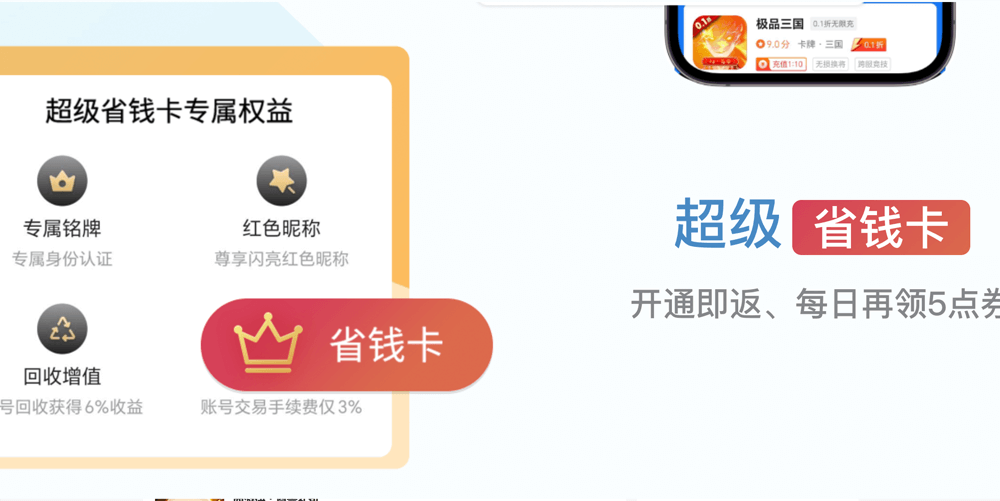 超级省钱卡专属权益
专属铭牌
专属身份认证
红色昵称
尊享闪亮红色昵称
回收增值
号回收获得6%收益
省钱卡
账号交易手续费仅3%
0.1折
极品三国
0.1折无限充
9.0分 卡牌·三国 0.1折
充值1:10 无损换将 跨服竞技
超级 省钱卡
开通即返、每日再领5点券